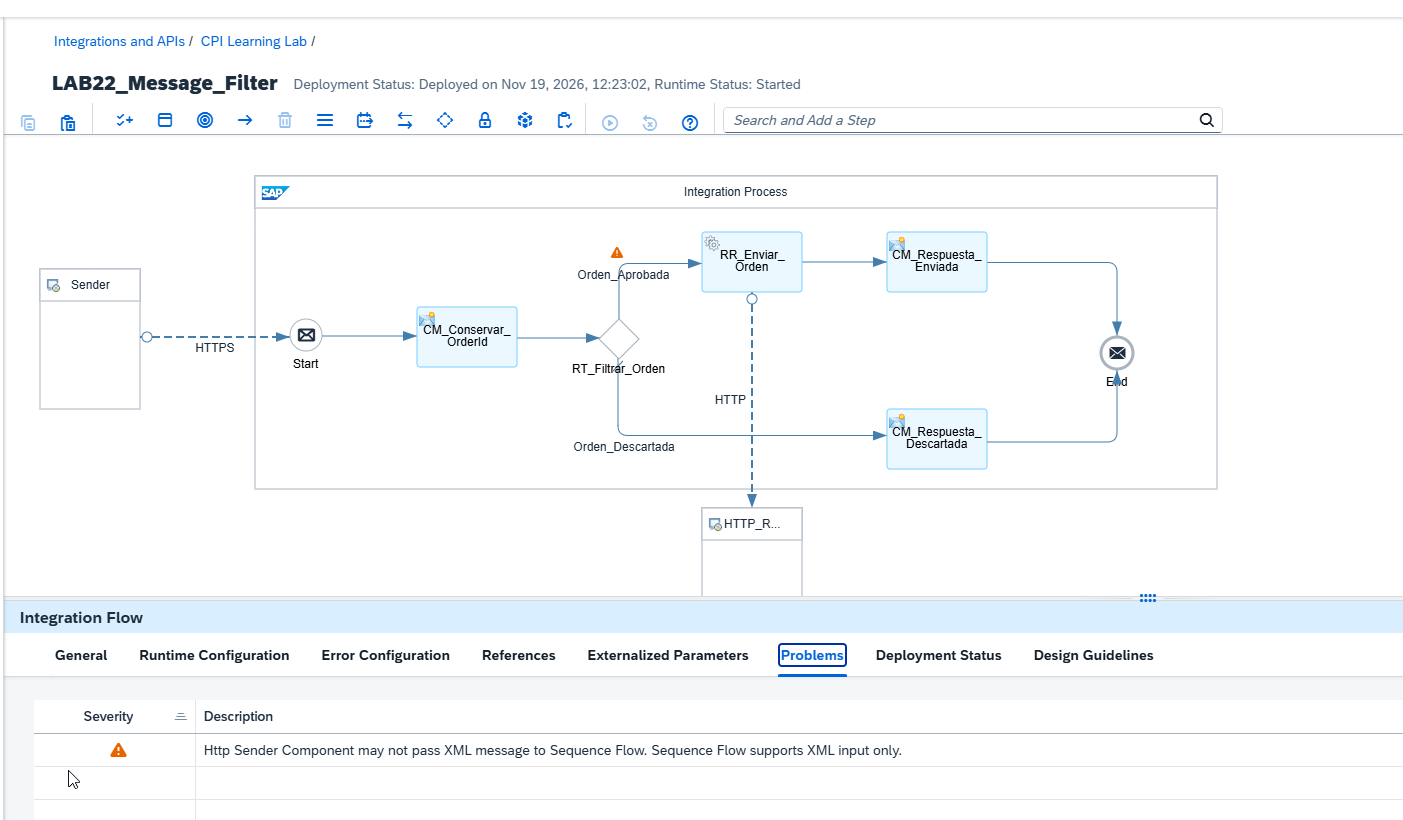 Integrations and APIs / CPI Learning Lab /
LAB22_Message_Filter Deployment Status: Deployed on Nov 19, 2026, 12:23:02, Runtime Status: Started
Search and Add a Step
SAP Integration Process
Sender
HTTPS
Start
CM_Conservar_
OrderId
Orden_Aprobada
RT_Filtrar_Orden
Orden_Descartada
RR_Enviar_
Orden
HTTP
CM_Respuesta_
Enviada
CM_Respuesta_
Descartada
End
HTTP_R...
Integration Flow
General Runtime Configuration Error Configuration References Externalized Parameters Problems Deployment Status Design Guidelines
Severity Description
Http Sender Component may not pass XML message to Sequence Flow. Sequence Flow supports XML input only.